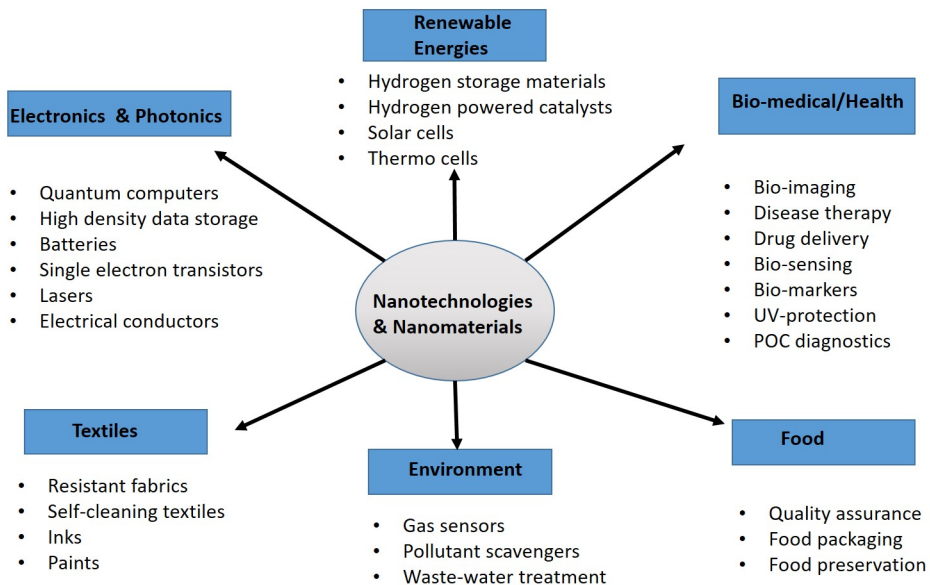 Renewable
Energies
• Hydrogen storage materials
• Hydrogen powered catalysts
• Solar cells
• Thermo cells
Electronics & Photonics
• Quantum computers
• High density data storage
• Batteries
• Single electron transistors
• Lasers
• Electrical conductors
Bio-medical/Health
• Bio-imaging
• Disease therapy
• Drug delivery
• Bio-sensing
• Bio-markers
• UV-protection
• POC diagnostics
Nanotechnologies
& Nanomaterials
Textiles
• Resistant fabrics
• Self-cleaning textiles
• Inks
• Paints
Environment
• Gas sensors
• Pollutant scavengers
• Waste-water treatment
Food
• Quality assurance
• Food packaging
• Food preservation